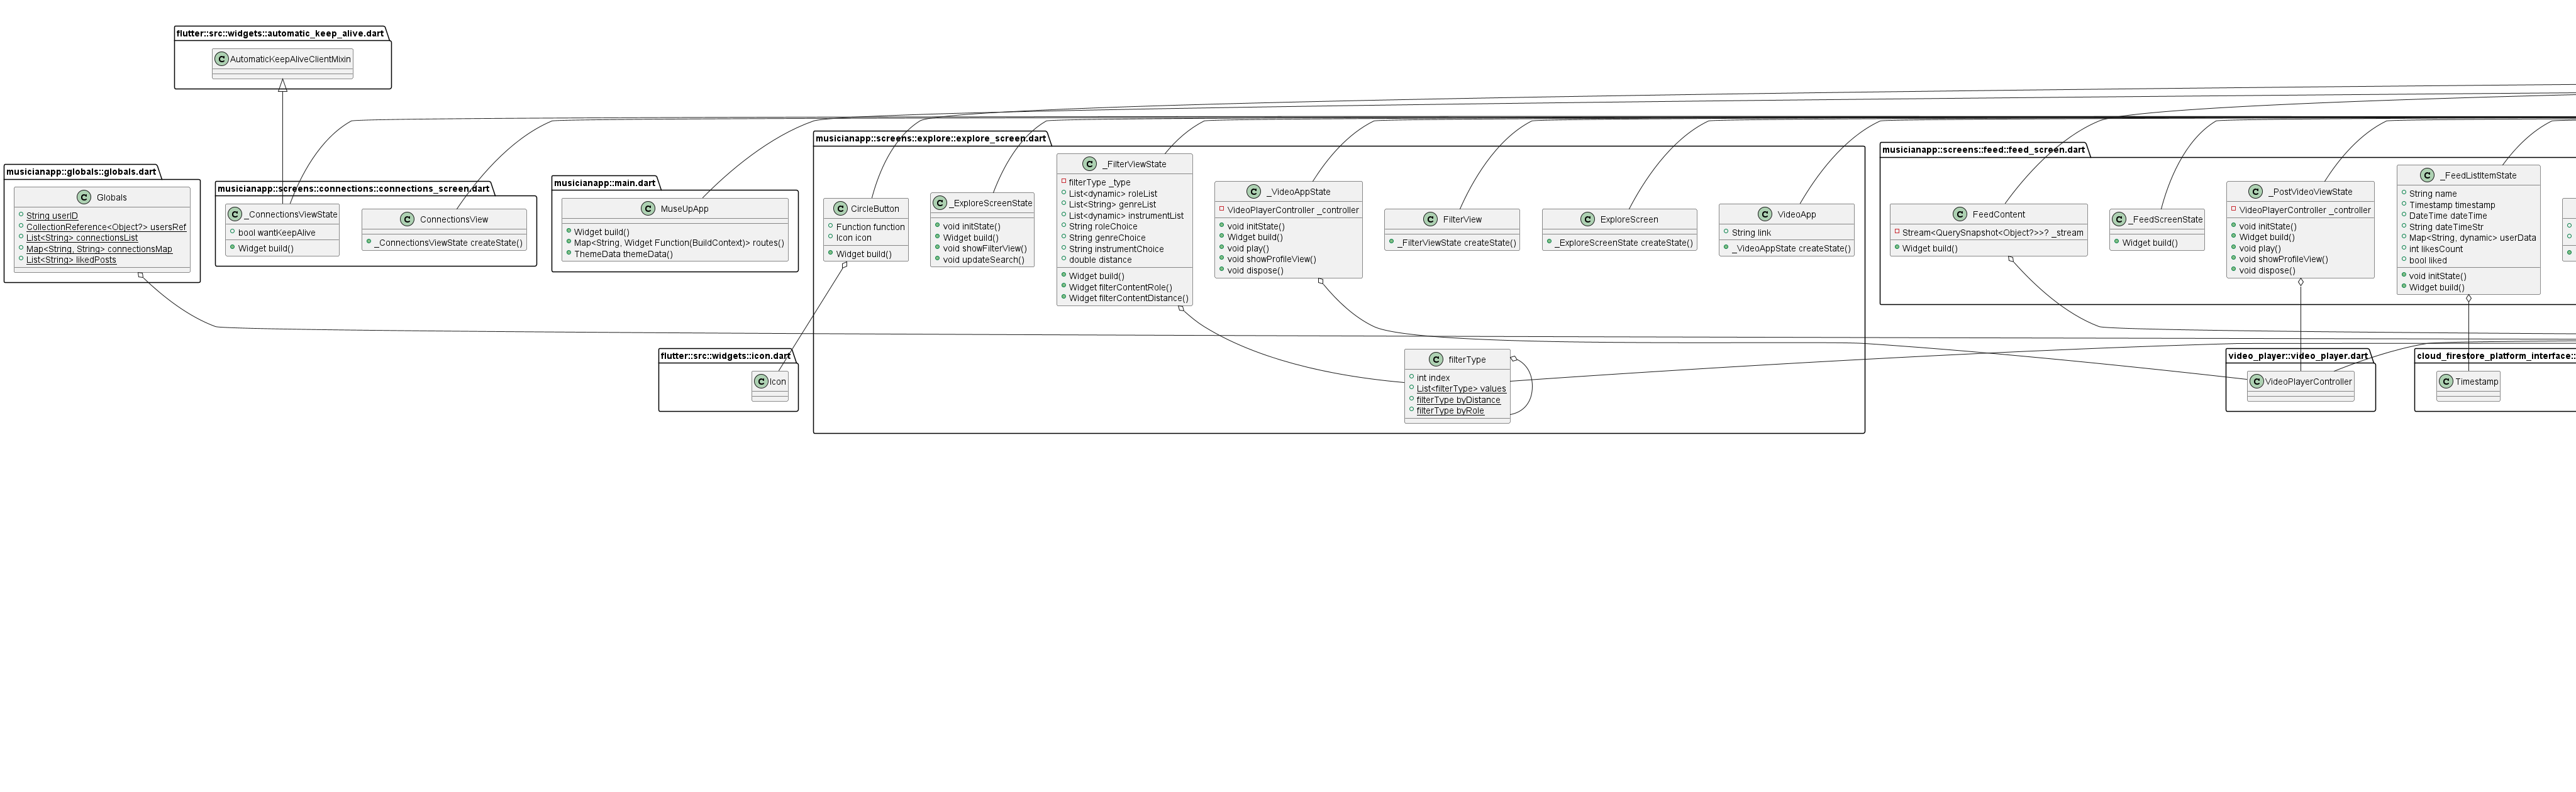 flutter::src::widgets::automatic_keep_alive.dart
AutomaticKeepAliveClientMixin
musicianapp::globals::globals.dart
Globals
String userID
CollectionReference<Object?> usersRef
List<String> connectionsList
Map<String, String> connectionsMap
List<String> likedPosts
musicianapp::screens::connections::connections_screen.dart
_ConnectionsViewState
bool wantKeepAlive
Widget build()
ConnectionsView
_ConnectionsViewState createState()
musicianapp::main.dart
MuseUpApp
Widget build()
Map<String, Widget Function(BuildContext)> routes()
ThemeData themeData()
musicianapp::screens::explore::explore_screen.dart
CircleButton
Function function
Icon icon
Widget build()
_ExploreScreenState
void initState()
Widget build()
void showFilterView()
void updateSearch()
_FilterViewState
filterType _type
List<dynamic> roleList
List<String> genreList
List<dynamic> instrumentList
String roleChoice
String genreChoice
String instrumentChoice
double distance
Widget build()
Widget filterContentRole()
Widget filterContentDistance()
_VideoAppState
VideoPlayerController _controller
void initState()
Widget build()
void play()
void showProfileView()
void dispose()
FilterView
_FilterViewState createState()
ExploreScreen
_ExploreScreenState createState()
VideoApp
String link
_VideoAppState createState()
filterType
int index
List<filterType> values
filterType byDistance
filterType byRole
flutter::src::widgets::icon.dart
Icon
musicianapp::screens::feed::feed_screen.dart
FeedContent
Stream<QuerySnapshot<Object?>>? _stream
Widget build()
_FeedScreenState
Widget build()
_PostVideoViewState
VideoPlayerController _controller
void initState()
Widget build()
void play()
void showProfileView()
void dispose()
_FeedListItemState
String name
Timestamp timestamp
DateTime dateTime
String dateTimeStr
Map<String, dynamic> userData
int likesCount
bool liked
void initState()
Widget build()
video_player::video_player.dart
VideoPlayerController
cloud_firestore_platform_interface::
Timestamp